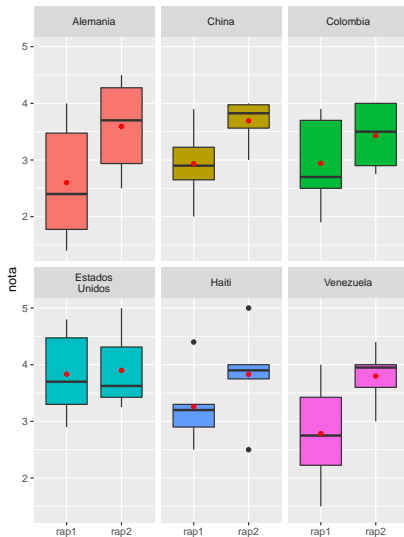 Alemania China Colombia
5
4
3
2
Estados
Unidos
Haiti Venezuela
5
4
3
2
nota
rap1 rap2 rap1 rap2 rap1 rap2